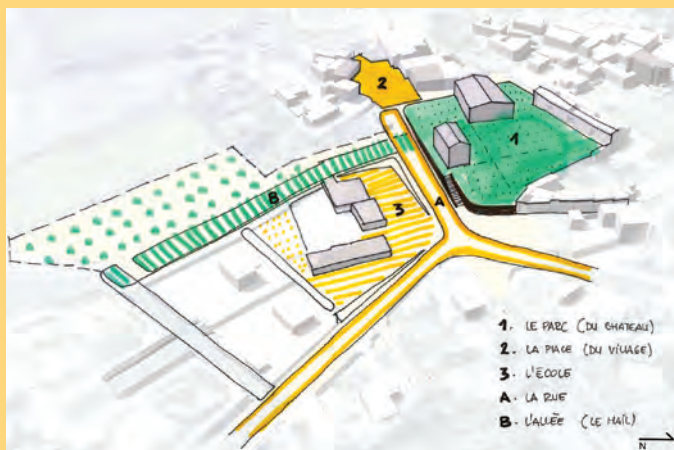 2
1
B
3
A
1. LE PARC (DU CHATEAU)
2. LA PLACE (DU VILLAGE)
3. L'ÉCOLE
A. LA RUE
B. L'ALLÉE (LE MAIL)
N